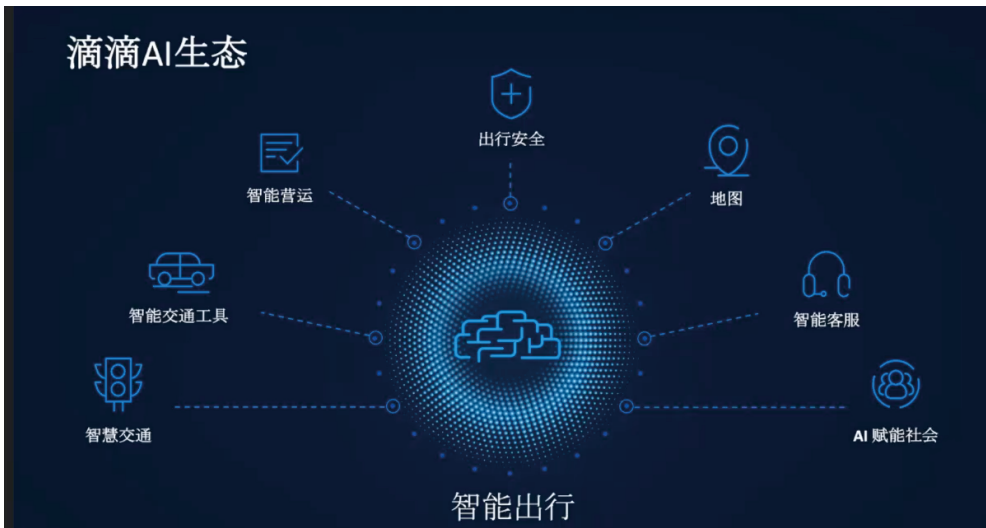 滴滴AI生态
出行安全
智能营运
地图
智能交通工具
智能客服
智慧交通
AI 赋能社会
智能出行